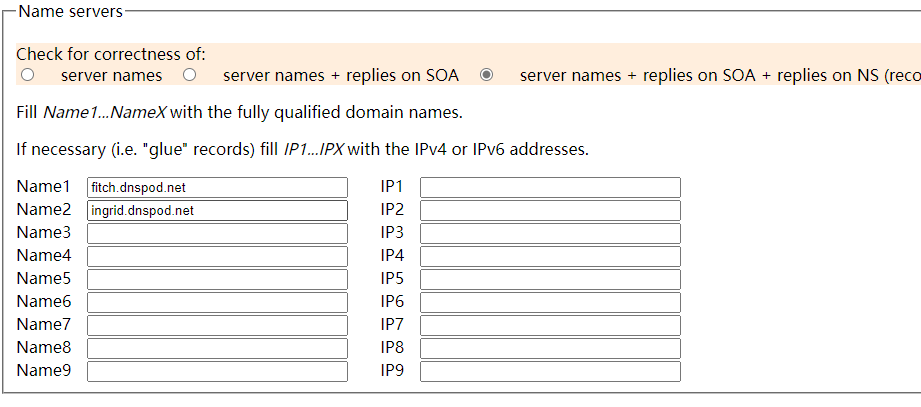 Name servers
Check for correctness of:
server names server names + replies on SOA server names + replies on SOA + replies on NS (reco
Fill Name1...NameX with the fully qualified domain names.
If necessary (i.e. "glue" records) fill IP1...IPX with the IPv4 or IPv6 addresses.
Name1 fitch.dnspod.net IP1
Name2 ingrid.dnspod.net IP2
Name3 IP3
Name4 IP4
Name5 IP5
Name6 IP6
Name7 IP7
Name8 IP8
Name9 IP9